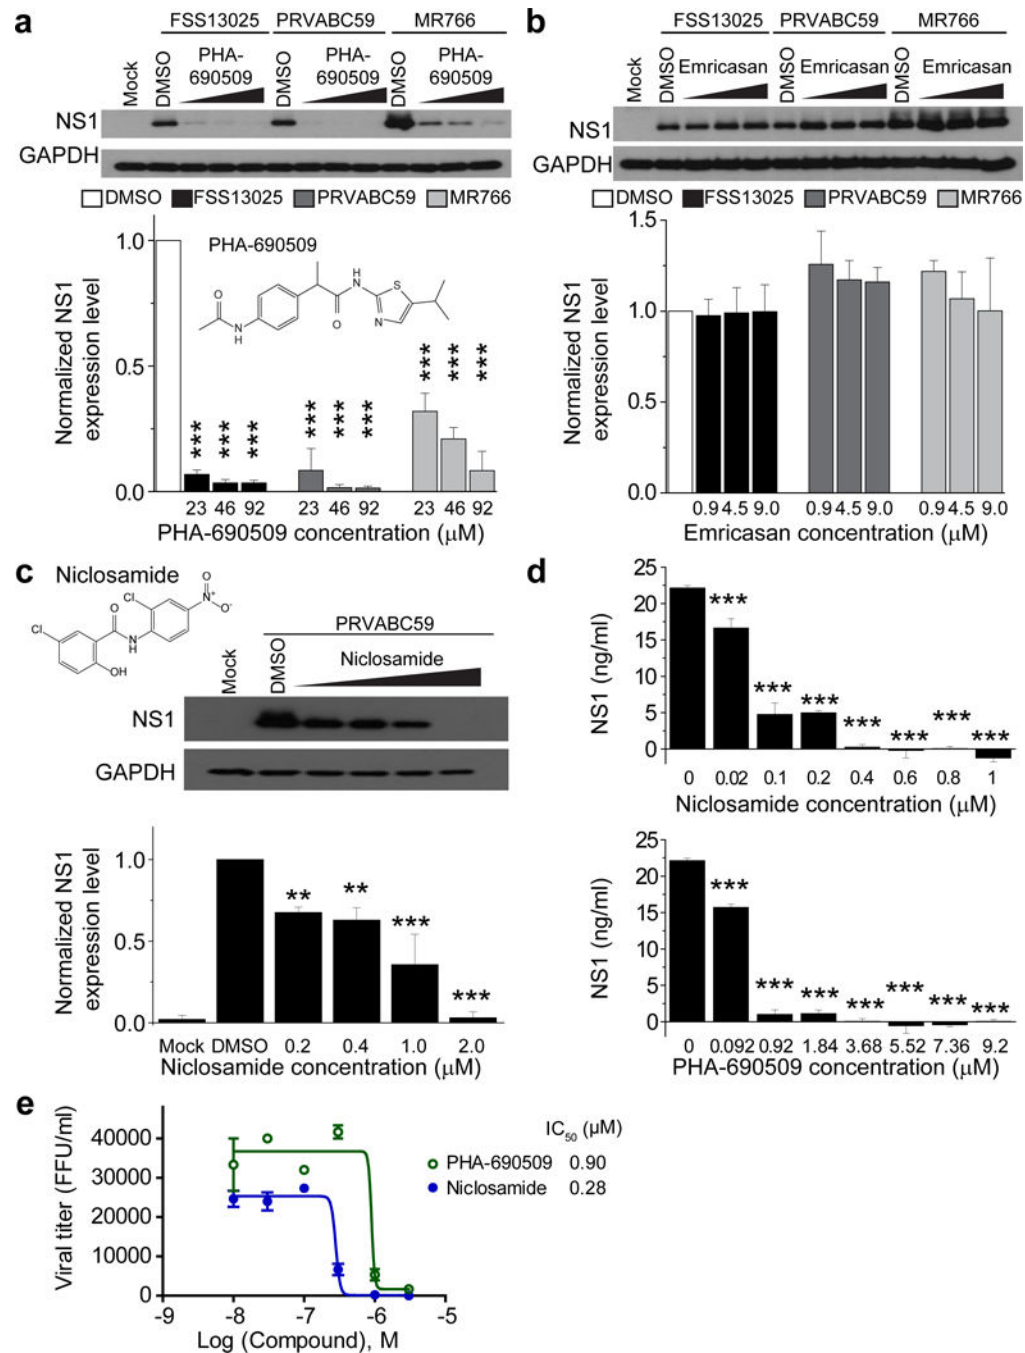 a
FSS13025 PRVABC59 MR766
Mock
DMSO
PHA-
690509
DMSO
PHA-
690509
DMSO
PHA-
690509
NS1
GAPDH
DMSO FSS13025 PRVABC59 MR766
PHA-690509
O
N
H
O
H
N
S
N
Normalized NS1
expression level
1.0
0.5
0.0
*** *** ***
*** *** ***
*** *** ***
23 46 92 23 46 92 23 46 92
PHA-690509 concentration (μM)
b
FSS13025 PRVABC59 MR766
Mock
DMSO
Emricasan
DMSO
Emricasan
DMSO
Emricasan
NS1
GAPDH
DMSO FSS13025 PRVABC59 MR766
Normalized NS1
expression level
1.5
1.0
0.5
0.0
0.9 4.5 9.0 0.9 4.5 9.0 0.9 4.5 9.0
Emricasan concentration (μM)
c
Niclosamide
O
N⁺
O⁻
Cl
O
Cl
N
H
OH
PRVABC59
Mock
DMSO
Niclosamide
NS1
GAPDH
Normalized NS1
expression level
1.0
0.5
0.0
** ** *** ***
Mock DMSO 0.2 0.4 1.0 2.0
Niclosamide concentration (μM)
d
NS1 (ng/ml)
25
20
15
10
5
0
*** *** *** *** *** *** ***
0 0.02 0.1 0.2 0.4 0.6 0.8 1
Niclosamide concentration (μM)
NS1 (ng/ml)
25
20
15
10
5
0
*** *** *** *** *** *** ***
0 0.092 0.92 1.84 3.68 5.52 7.36 9.2
PHA-690509 concentration (μM)
e
Viral titer (FFU/ml)
40000
30000
20000
10000
0
-9 -8 -7 -6 -5
Log (Compound), M
IC₅₀ (μM)
PHA-690509 0.90
Niclosamide 0.28